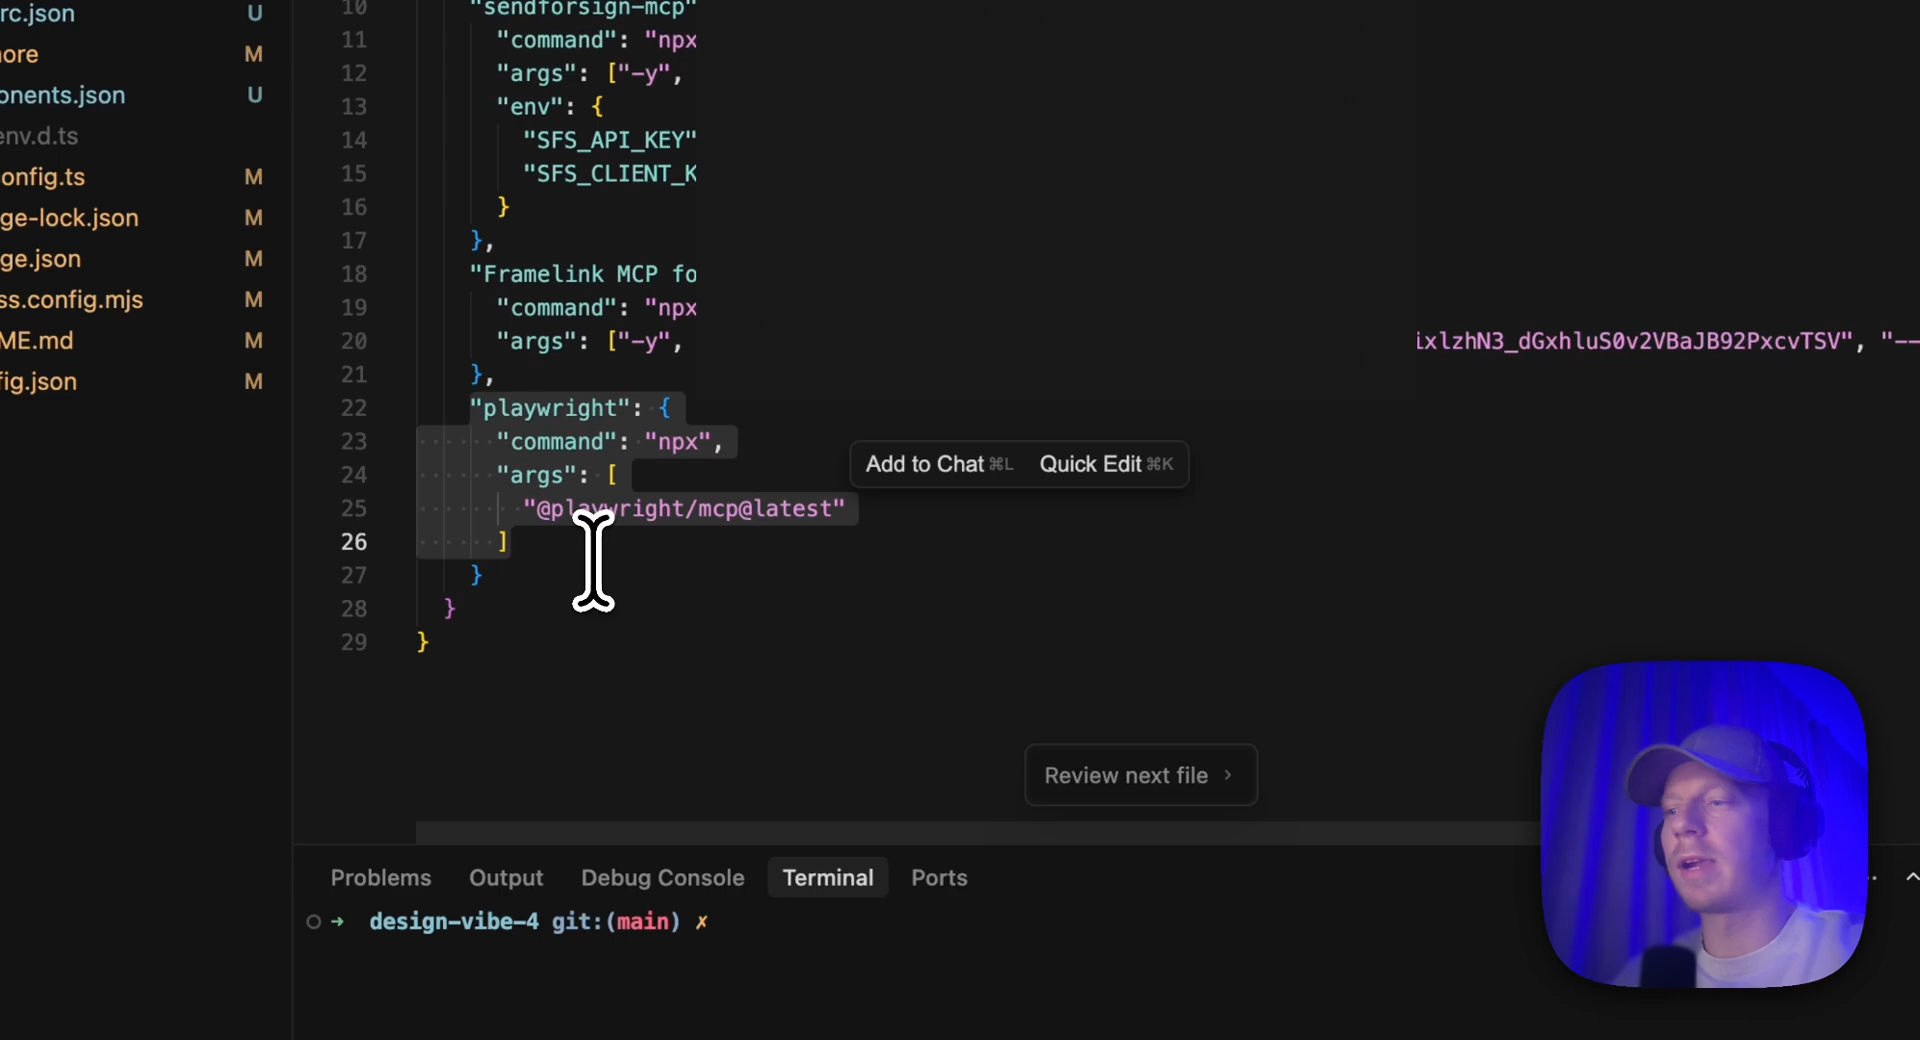 rc.json U
ore M
onents.json U
env.d.ts
onfig.ts M
ge-lock.json M
ge.json M
ss.config.mjs M
ME.md M
fig.json M
10 "sendforsign-mcp"
11 "command": "npx
12 "args": ["-y",
13 "env": {
14 "SFS_API_KEY"
15 "SFS_CLIENT_K
16 }
17 },
18 "Framelink MCP fo
19 "command": "npx
20 "args": ["-y", ixlzhN3_dGxhluS0v2VBaJB92PxcvTSV", "--
21 },
22 "playwright": {
23 "command": "npx",
24 "args": [
25 "@playwright/mcp@latest"
26 ]
27 }
28 }
29 }
Add to Chat ⌘L Quick Edit ⌘K
Review next file ›
Problems Output Debug Console Terminal Ports
→ design-vibe-4 git:(main) ✗